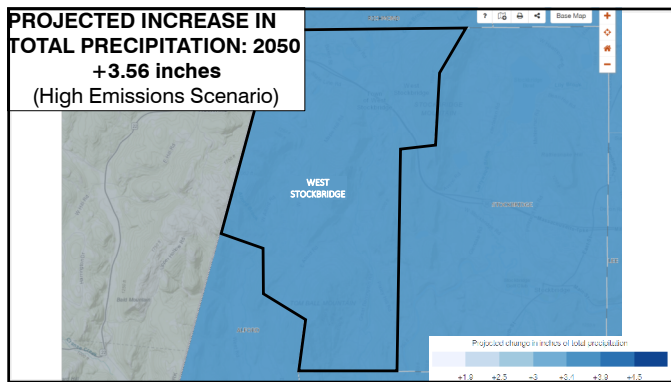 PROJECTED INCREASE IN
TOTAL PRECIPITATION: 2050
+3.56 inches
(High Emissions Scenario)
?
Base Map
+
−
WEST
STOCKBRIDGE
Projected change in inches of total precipitation
+1.9 +2.5 +3 +3.4 +3.9 +4.5